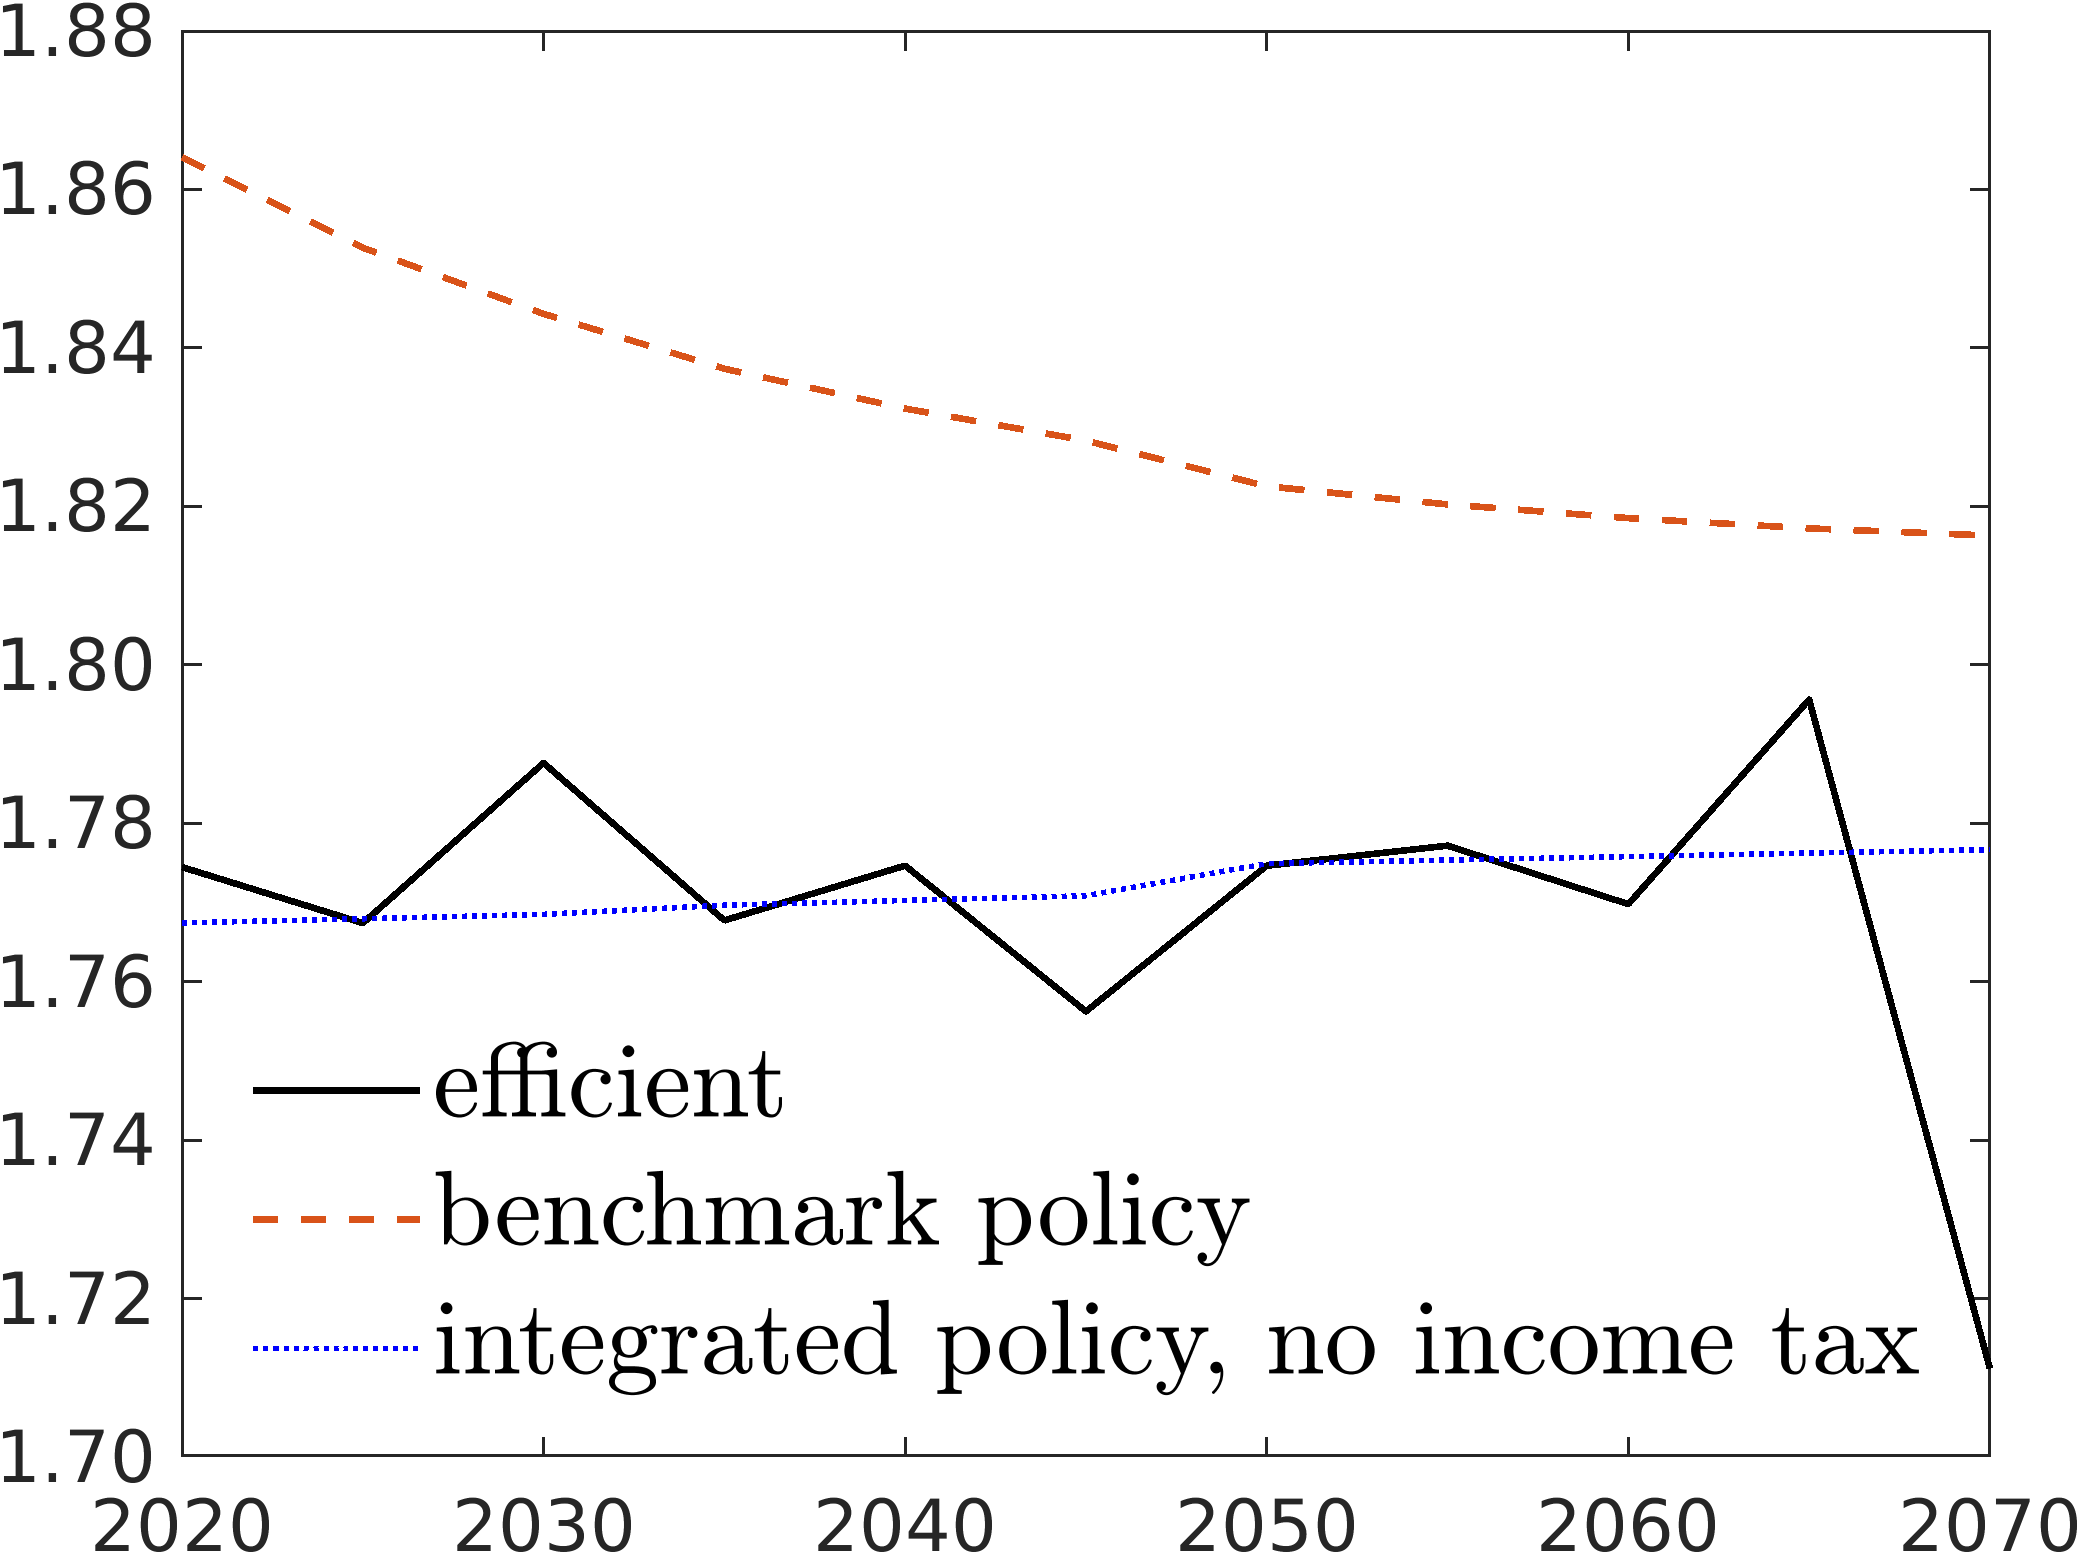 1.88
1.86
1.84
1.82
1.80
1.78
1.76
1.74
1.72
1.70
efficient
benchmark policy
integrated policy, no income tax
2020 2030 2040 2050 2060 2070